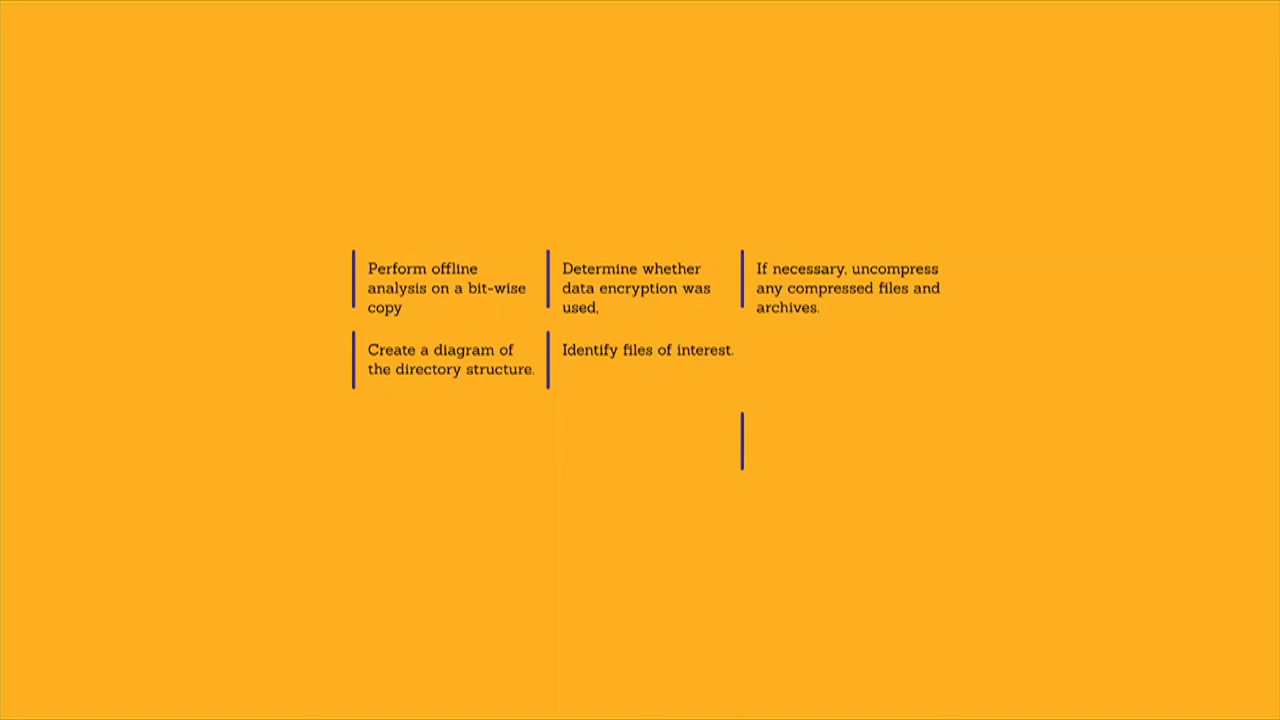 Perform offline
analysis on a bit-wise
copy
Determine whether
data encryption was
used,
If necessary, uncompress
any compressed files and
archives.
Create a diagram of
the directory structure.
Identify files of interest.